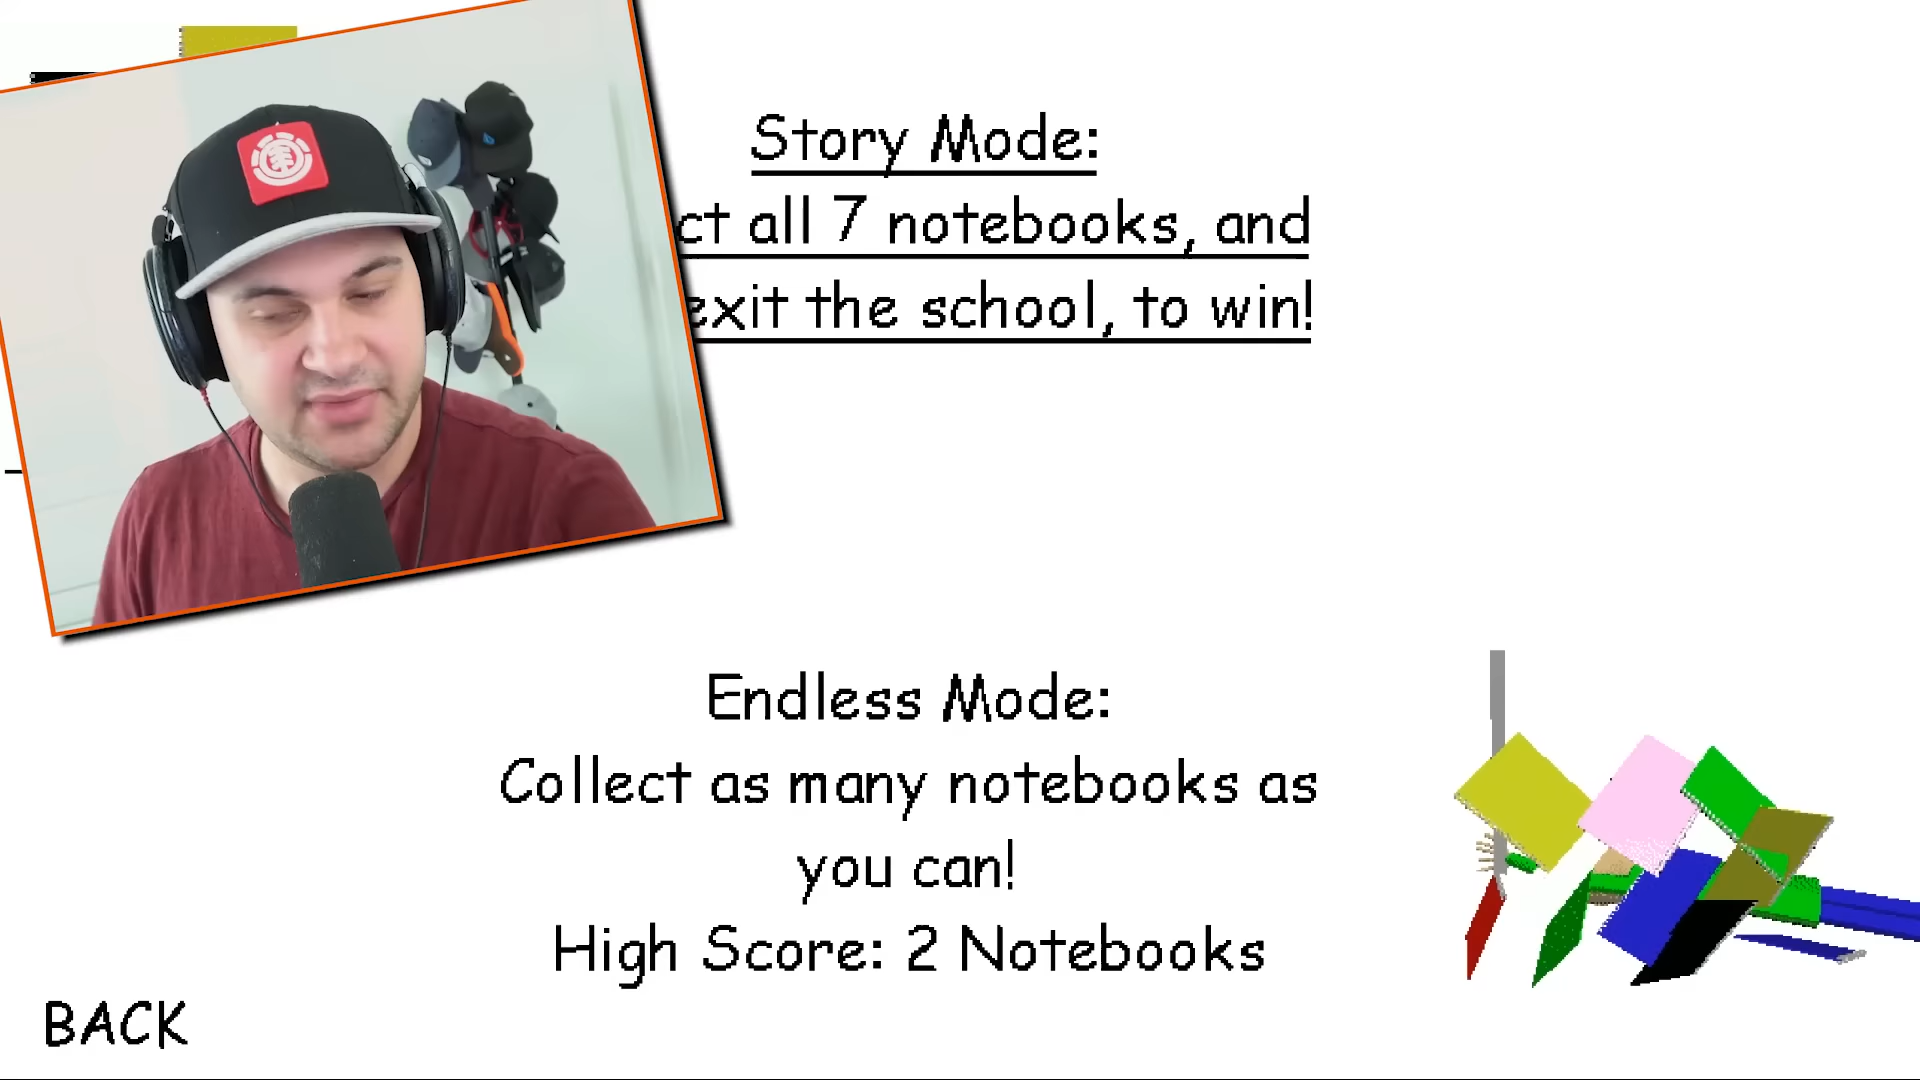 Story Mode:
ct all 7 notebooks, and
exit the school, to win!
Endless Mode:
Collect as many notebooks as
you can!
High Score: 2 Notebooks
BACK